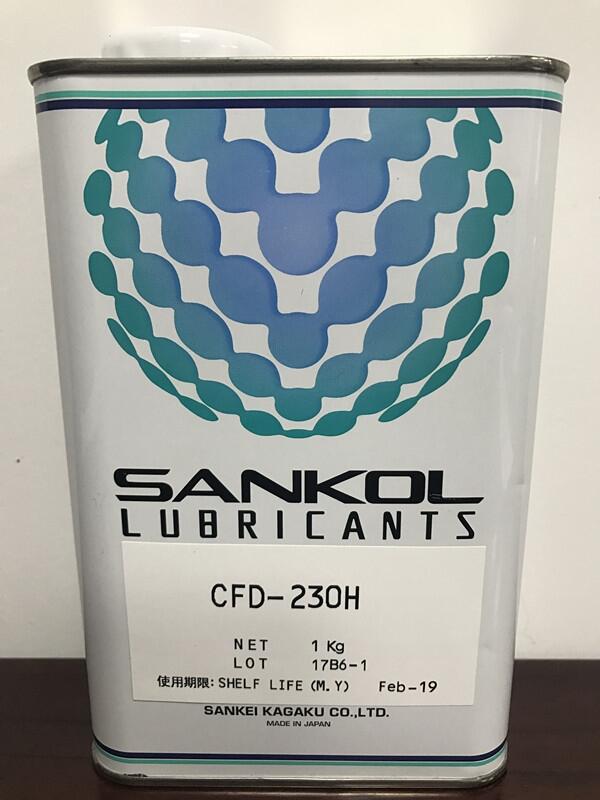 SANKOL
LUBRICANTS
CFD-230H
NET 1 Kg
LOT 17B6-1
使用期限: SHELF LIFE (M.Y) Feb-19
SANKEI KAGAKU CO.,LTD.
MADE IN JAPAN